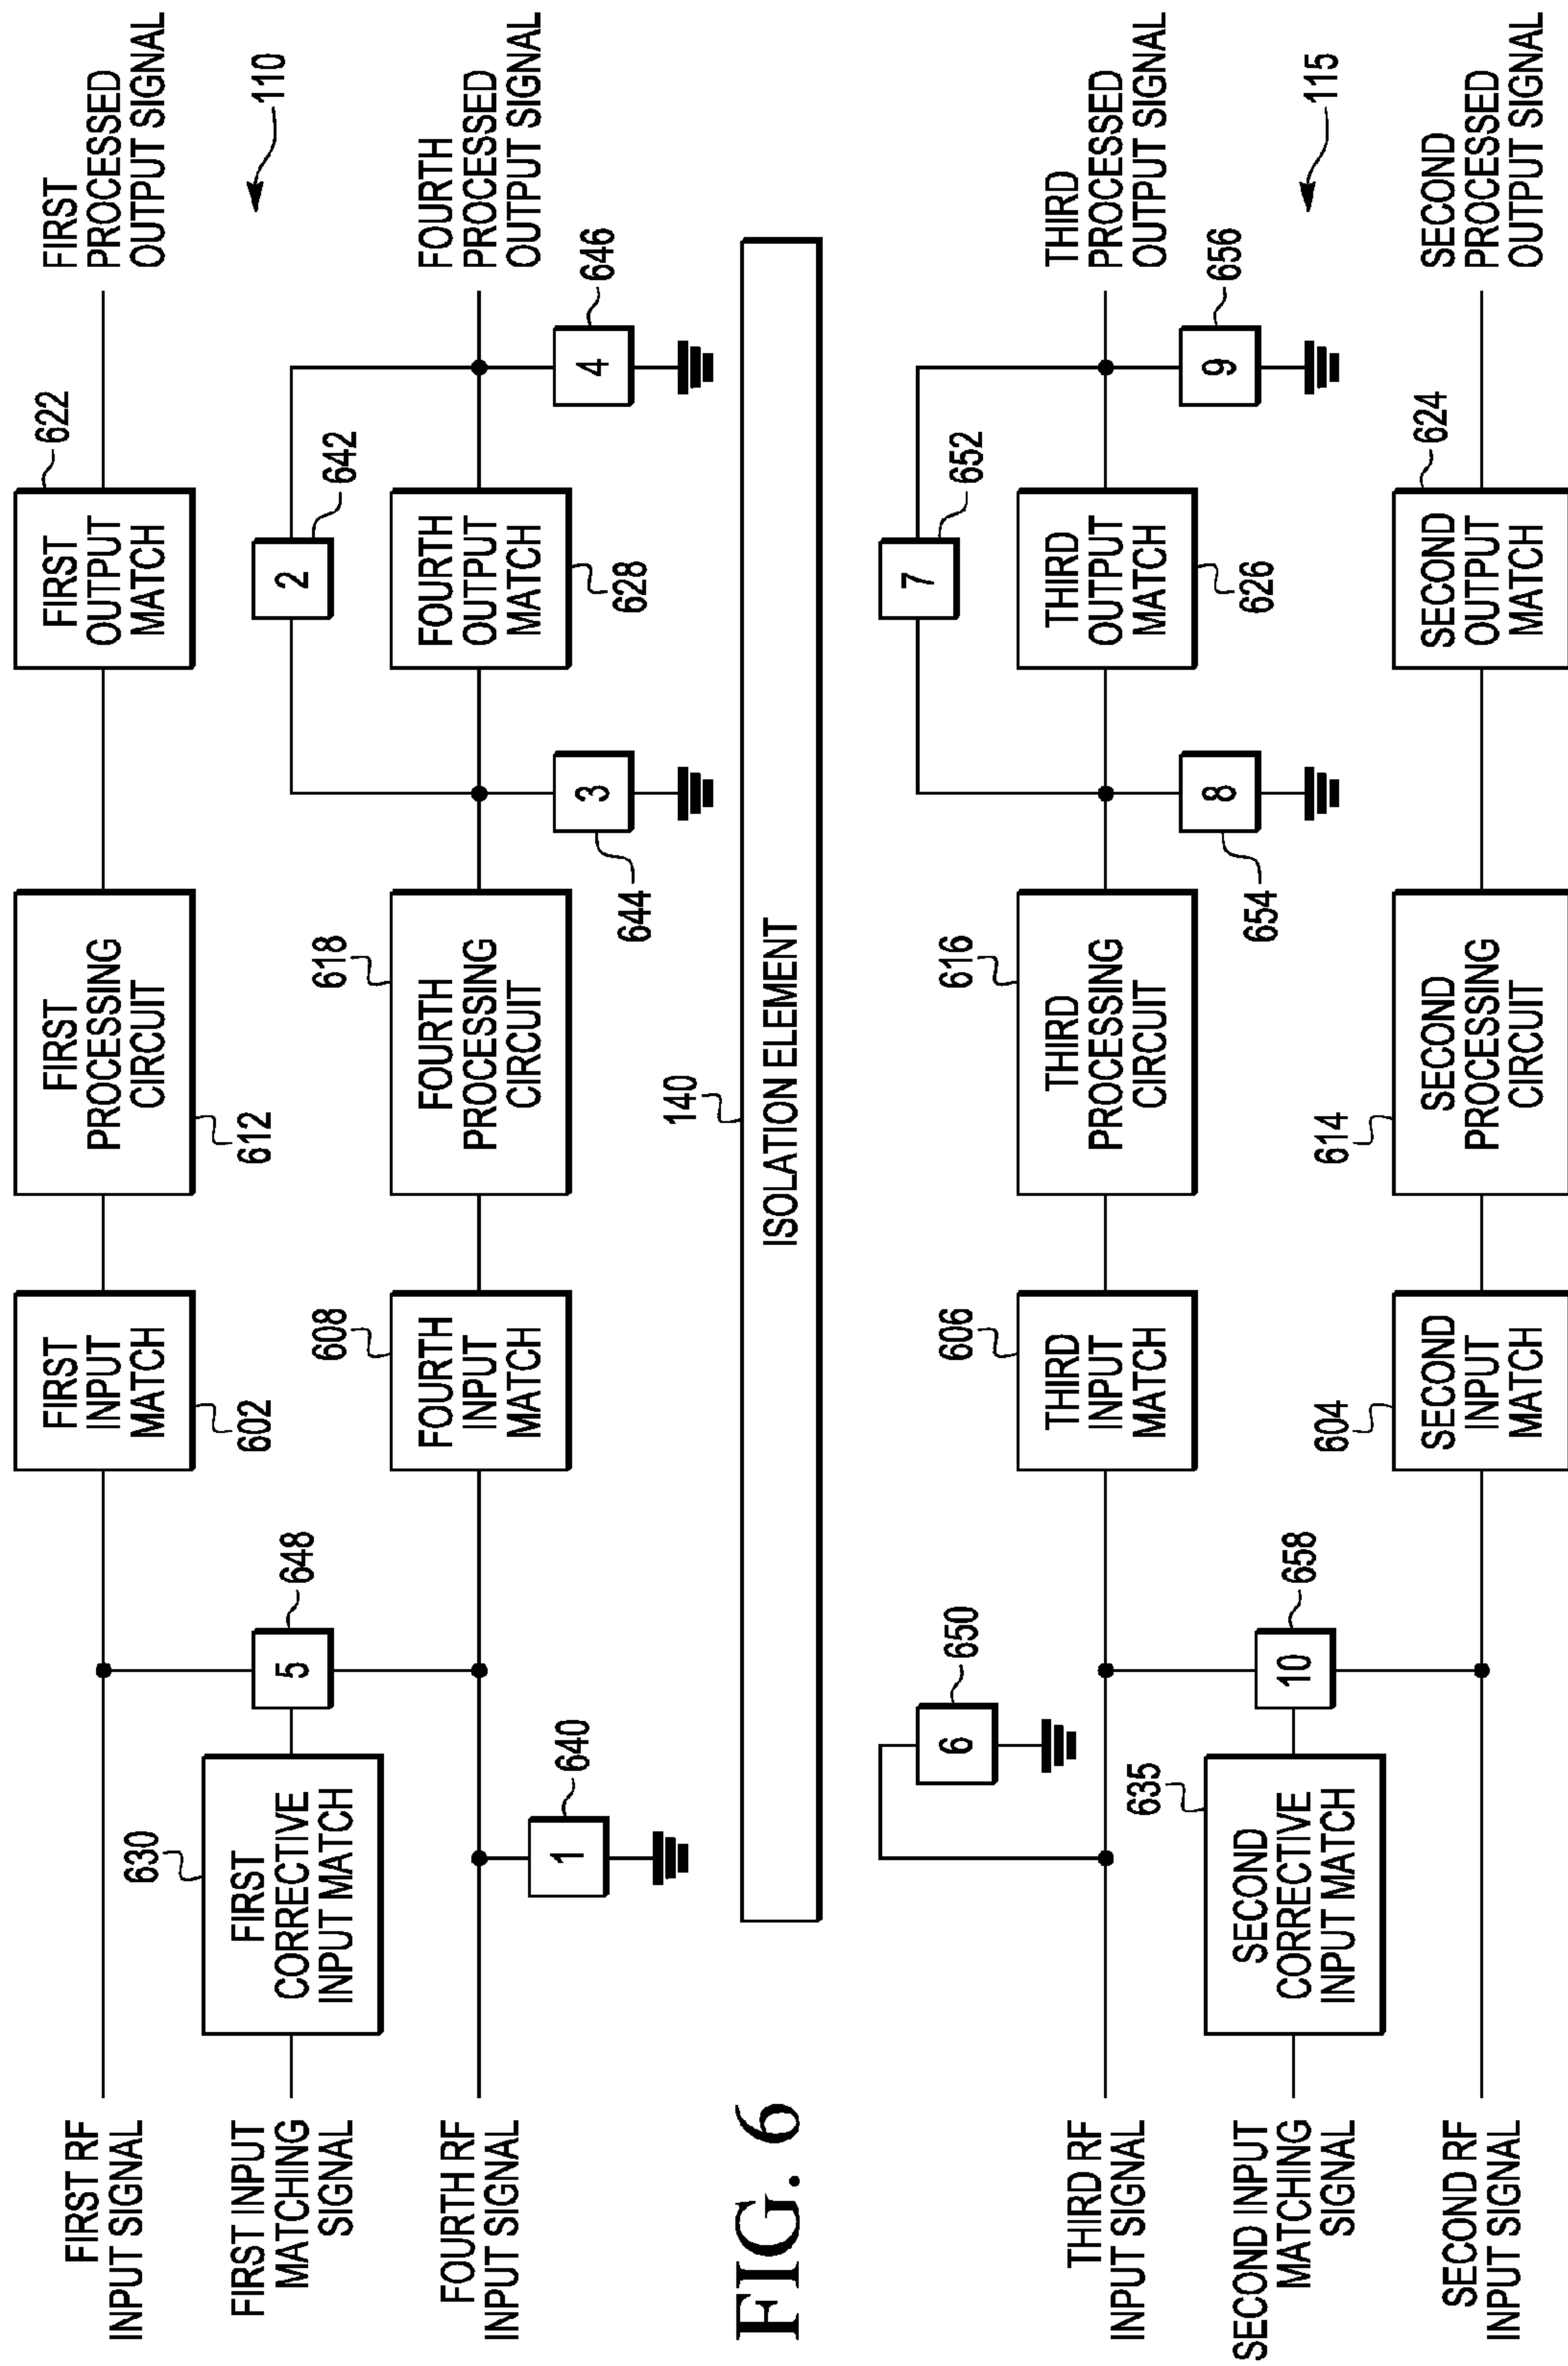 FIRST RF
INPUT SIGNAL
FIRST INPUT
MATCHING
SIGNAL
FOURTH RF
INPUT SIGNAL
630
FIRST
CORRECTIVE
INPUT MATCH
5
648
1
640
FIRST
INPUT
MATCH
602
608
FOURTH
INPUT
MATCH
FIRST
PROCESSING
CIRCUIT
612
618
FOURTH
PROCESSING
CIRCUIT
FIRST
OUTPUT
MATCH
622
2
642
FOURTH
OUTPUT
MATCH
628
3
644
4
646
FIRST
PROCESSED
OUTPUT SIGNAL
110
FOURTH
PROCESSED
OUTPUT SIGNAL
140
ISOLATION ELEMENT
FIG. 6
THIRD RF
INPUT SIGNAL
SECOND INPUT
MATCHING
SIGNAL
SECOND RF
INPUT SIGNAL
6
650
635
SECOND
CORRECTIVE
INPUT MATCH
10
658
606
THIRD
INPUT
MATCH
604
SECOND
INPUT
MATCH
616
THIRD
PROCESSING
CIRCUIT
614
SECOND
PROCESSING
CIRCUIT
7
652
THIRD
OUTPUT
MATCH
626
8
654
9
656
SECOND
OUTPUT
MATCH
624
THIRD
PROCESSED
OUTPUT SIGNAL
115
SECOND
PROCESSED
OUTPUT SIGNAL